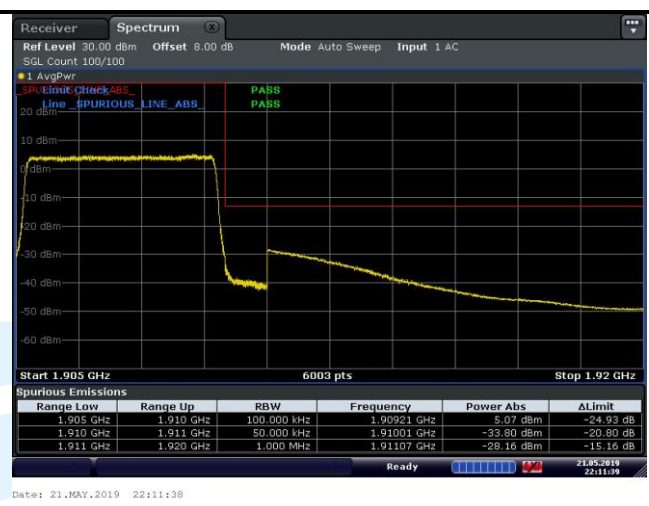 Receiver Spectrum
Ref Level 30.00 dBm Offset 8.00 dB Mode Auto Sweep Input 1 AC
SGL Count 100/100
1 AvgPwr
Limit Check PASS
Line _SPURIOUS_LINE_ABS_ PASS
20 dBm
10 dBm
0 dBm
-10 dBm
-20 dBm
-30 dBm
-40 dBm
-50 dBm
-60 dBm
Start 1.905 GHz 6003 pts Stop 1.92 GHz
Spurious Emissions
Range Low Range Up RBW Frequency Power Abs ΔLimit
1.905 GHz 1.910 GHz 100.000 kHz 1.90921 GHz 5.07 dBm -24.93 dB
1.910 GHz 1.911 GHz 50.000 kHz 1.91001 GHz -33.80 dBm -20.80 dB
1.911 GHz 1.920 GHz 1.000 MHz 1.91107 GHz -28.16 dBm -15.16 dB
Ready 21.05.2019
22:11:39
Date: 21.MAY.2019 22:11:38